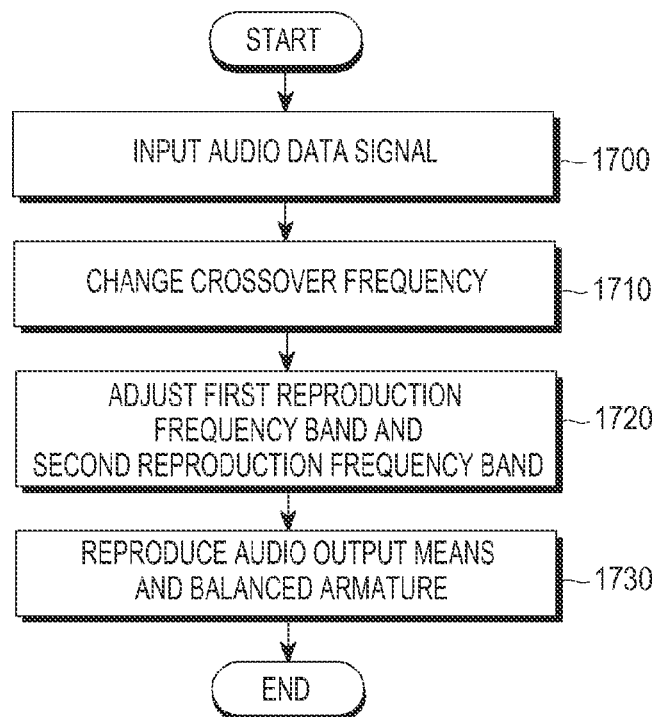 START
INPUT AUDIO DATA SIGNAL
1700
CHANGE CROSSOVER FREQUENCY
1710
ADJUST FIRST REPRODUCTION
FREQUENCY BAND AND
SECOND REPRODUCTION FREQUENCY BAND
1720
REPRODUCE AUDIO OUTPUT MEANS
AND BALANCED ARMATURE
1730
END